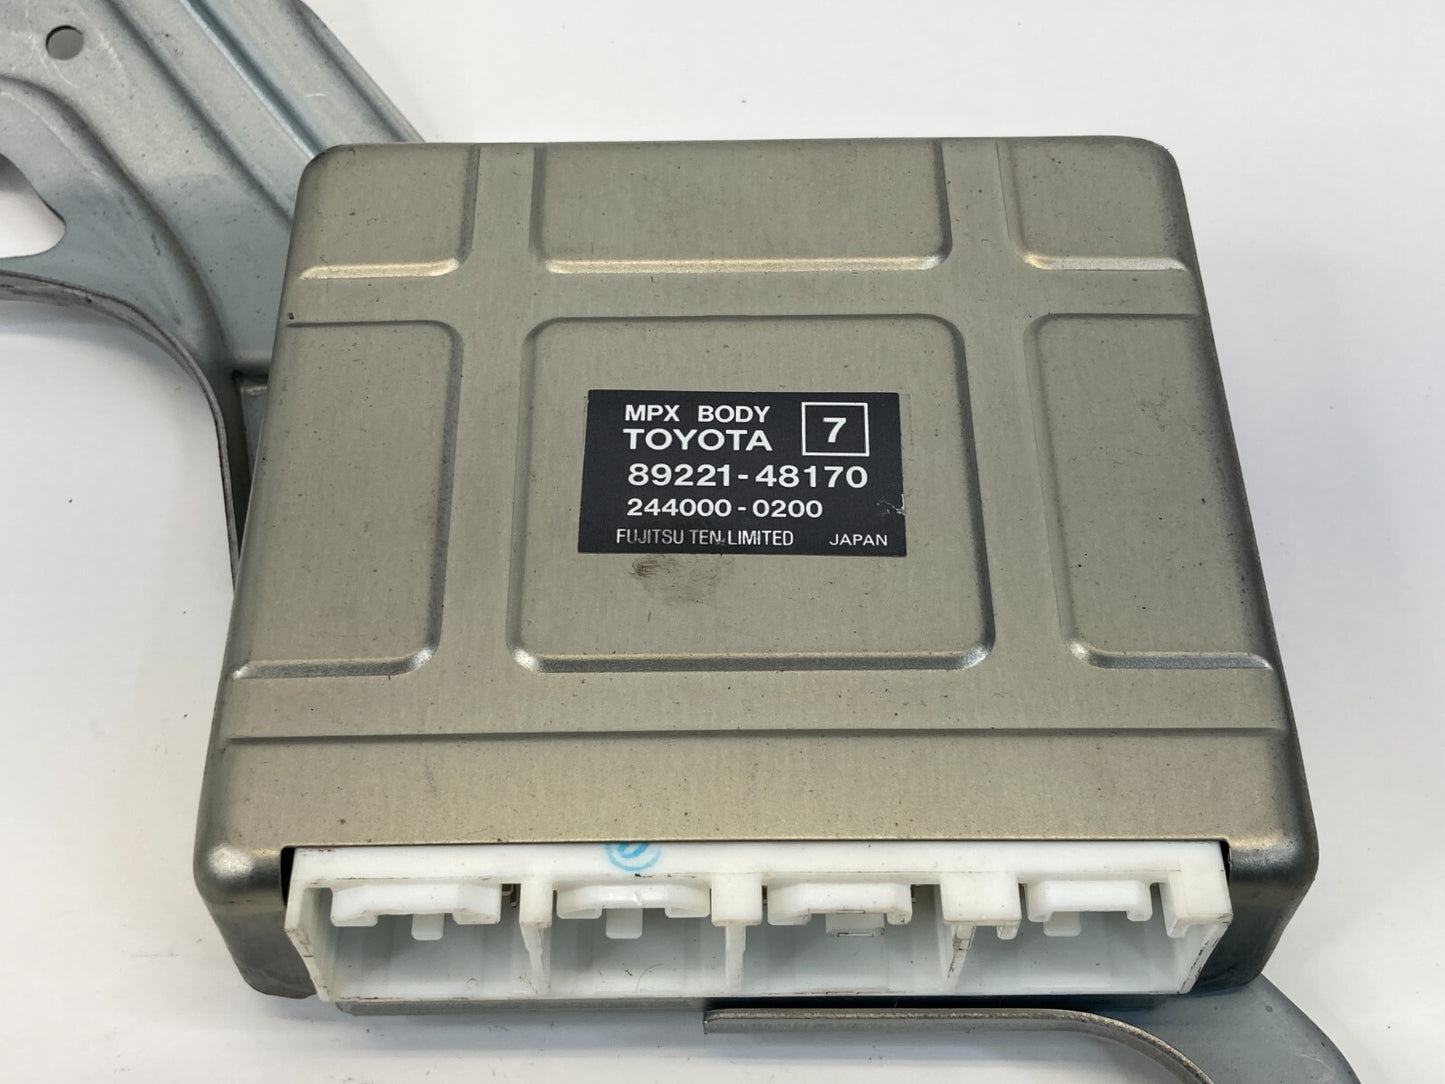 MPX BODY
TOYOTA
7
89221-48170
244000-0200
FUJITSU TEN LIMITED JAPAN